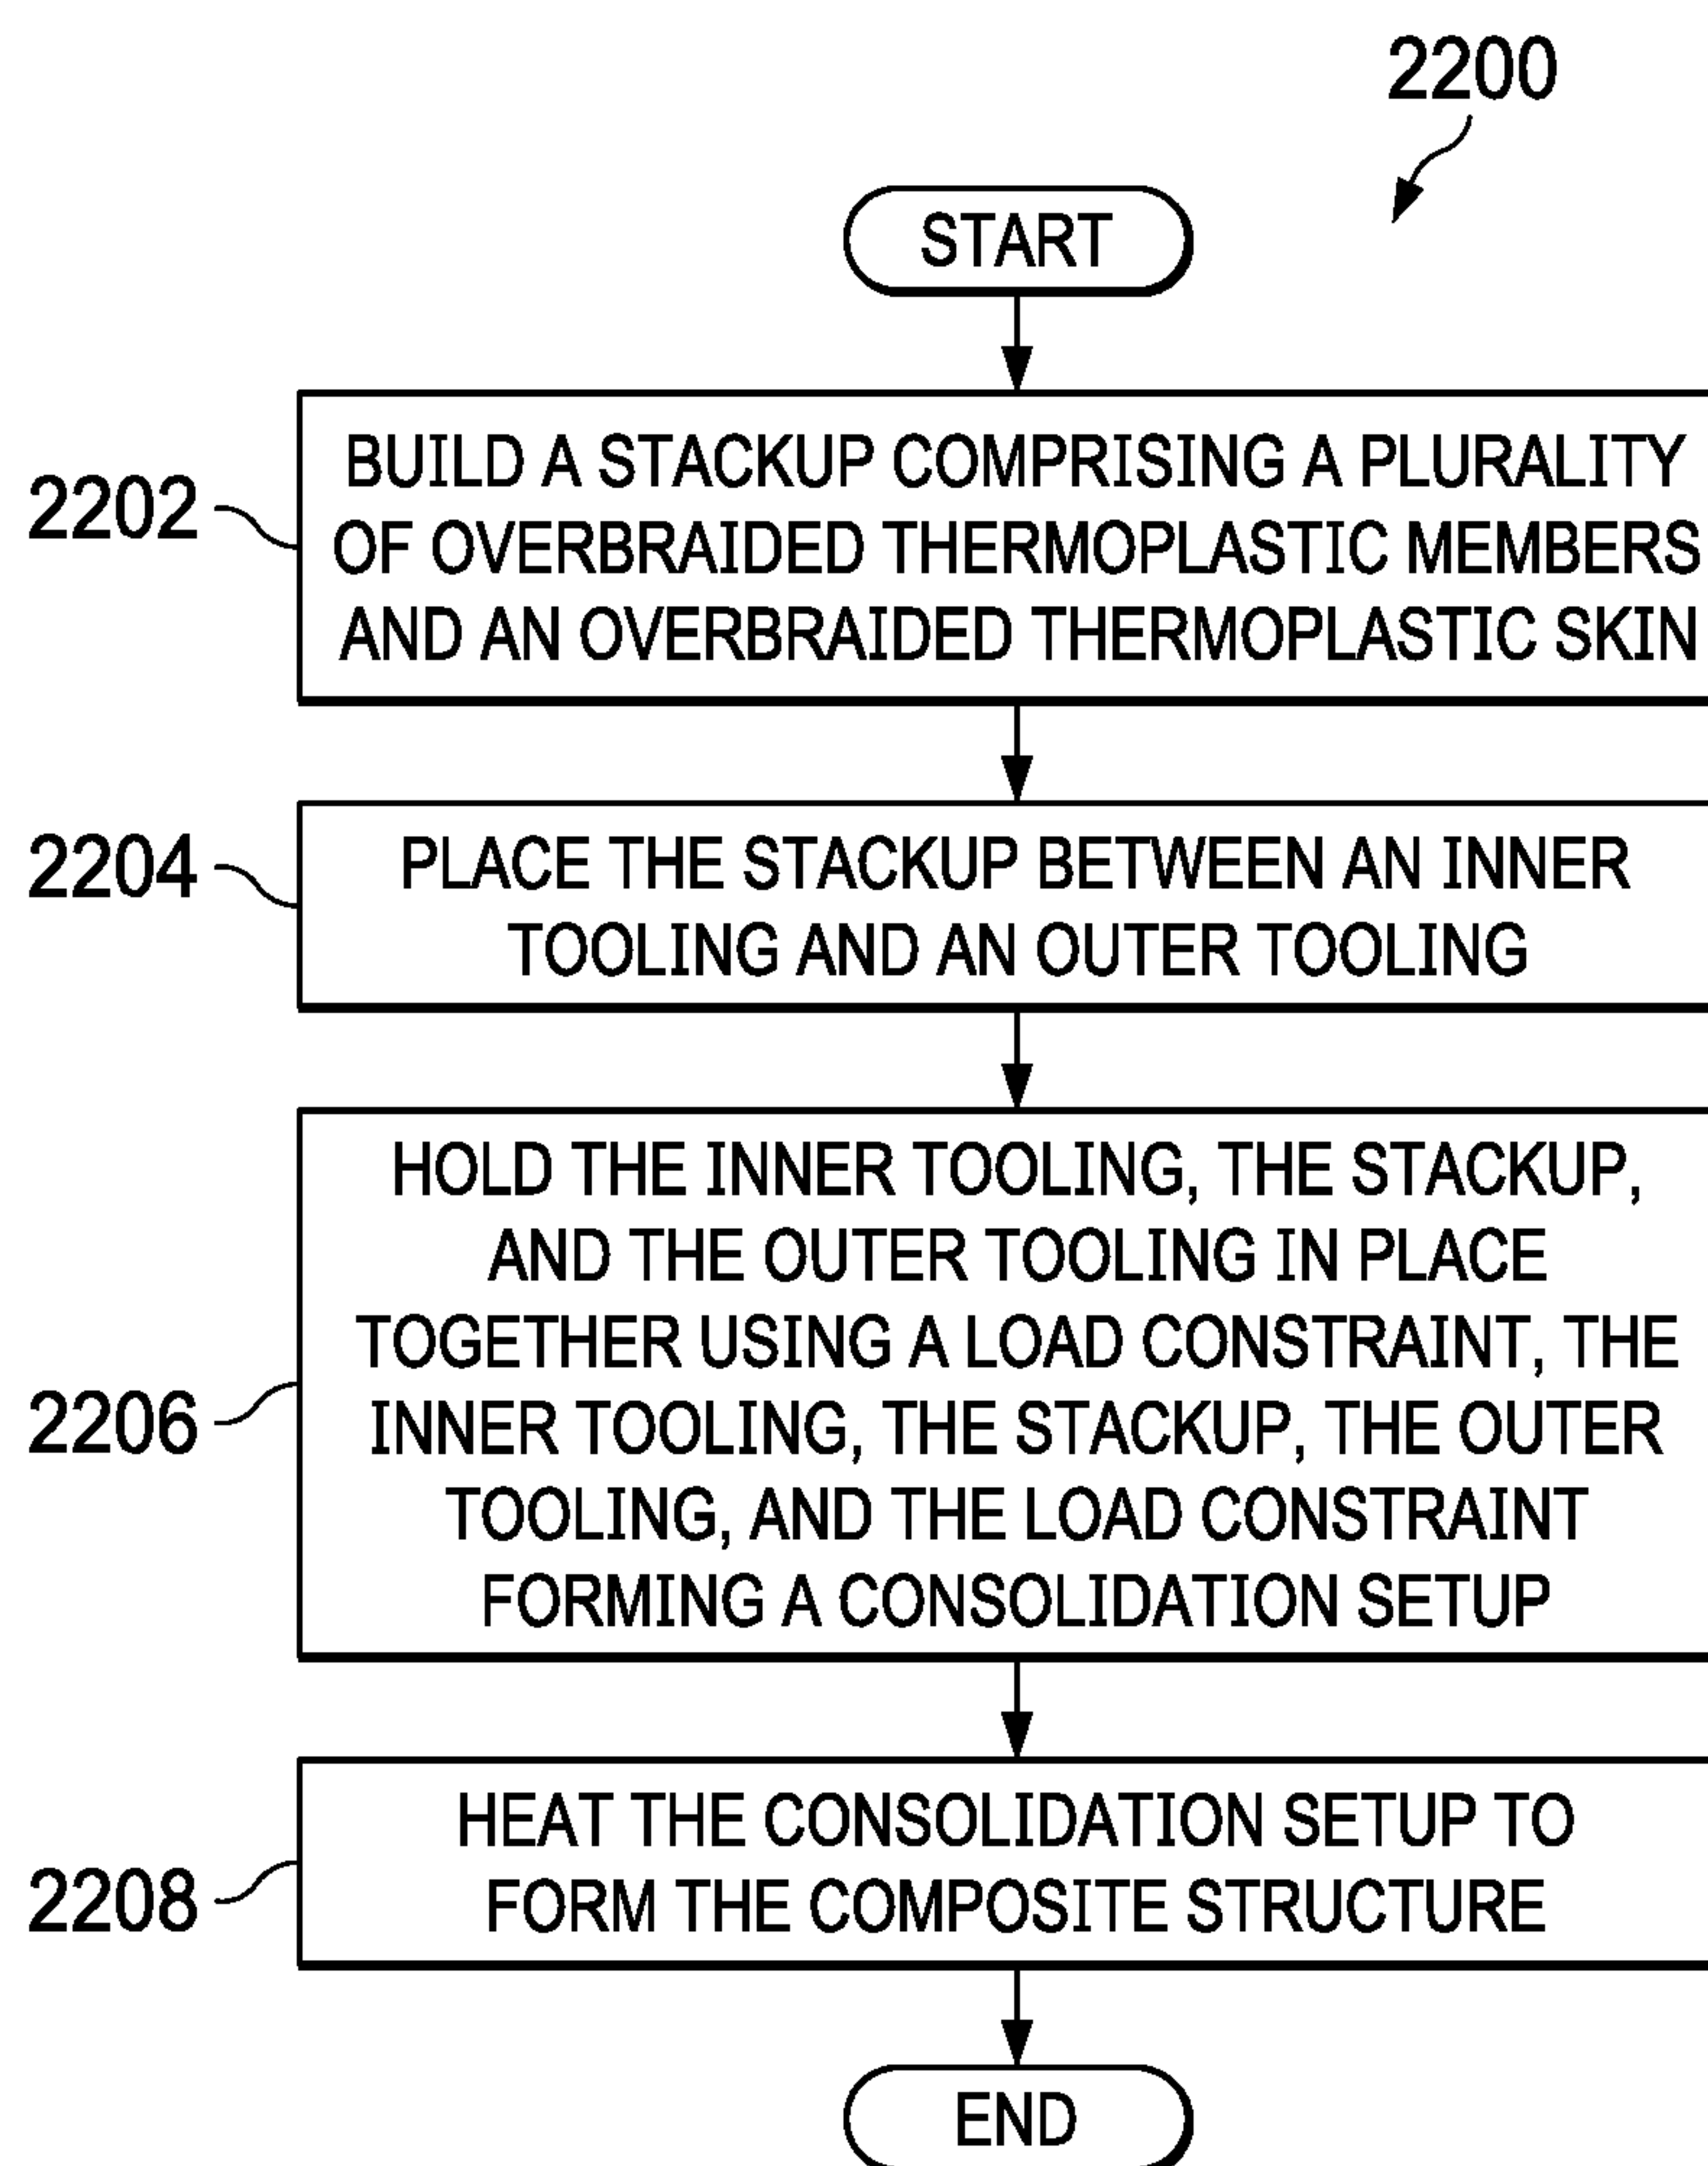 2200
START
2202
BUILD A STACKUP COMPRISING A PLURALITY
OF OVERBRAIDED THERMOPLASTIC MEMBERS
AND AN OVERBRAIDED THERMOPLASTIC SKIN
2204
PLACE THE STACKUP BETWEEN AN INNER
TOOLING AND AN OUTER TOOLING
2206
HOLD THE INNER TOOLING, THE STACKUP,
AND THE OUTER TOOLING IN PLACE
TOGETHER USING A LOAD CONSTRAINT, THE
INNER TOOLING, THE STACKUP, THE OUTER
TOOLING, AND THE LOAD CONSTRAINT
FORMING A CONSOLIDATION SETUP
2208
HEAT THE CONSOLIDATION SETUP TO
FORM THE COMPOSITE STRUCTURE
END